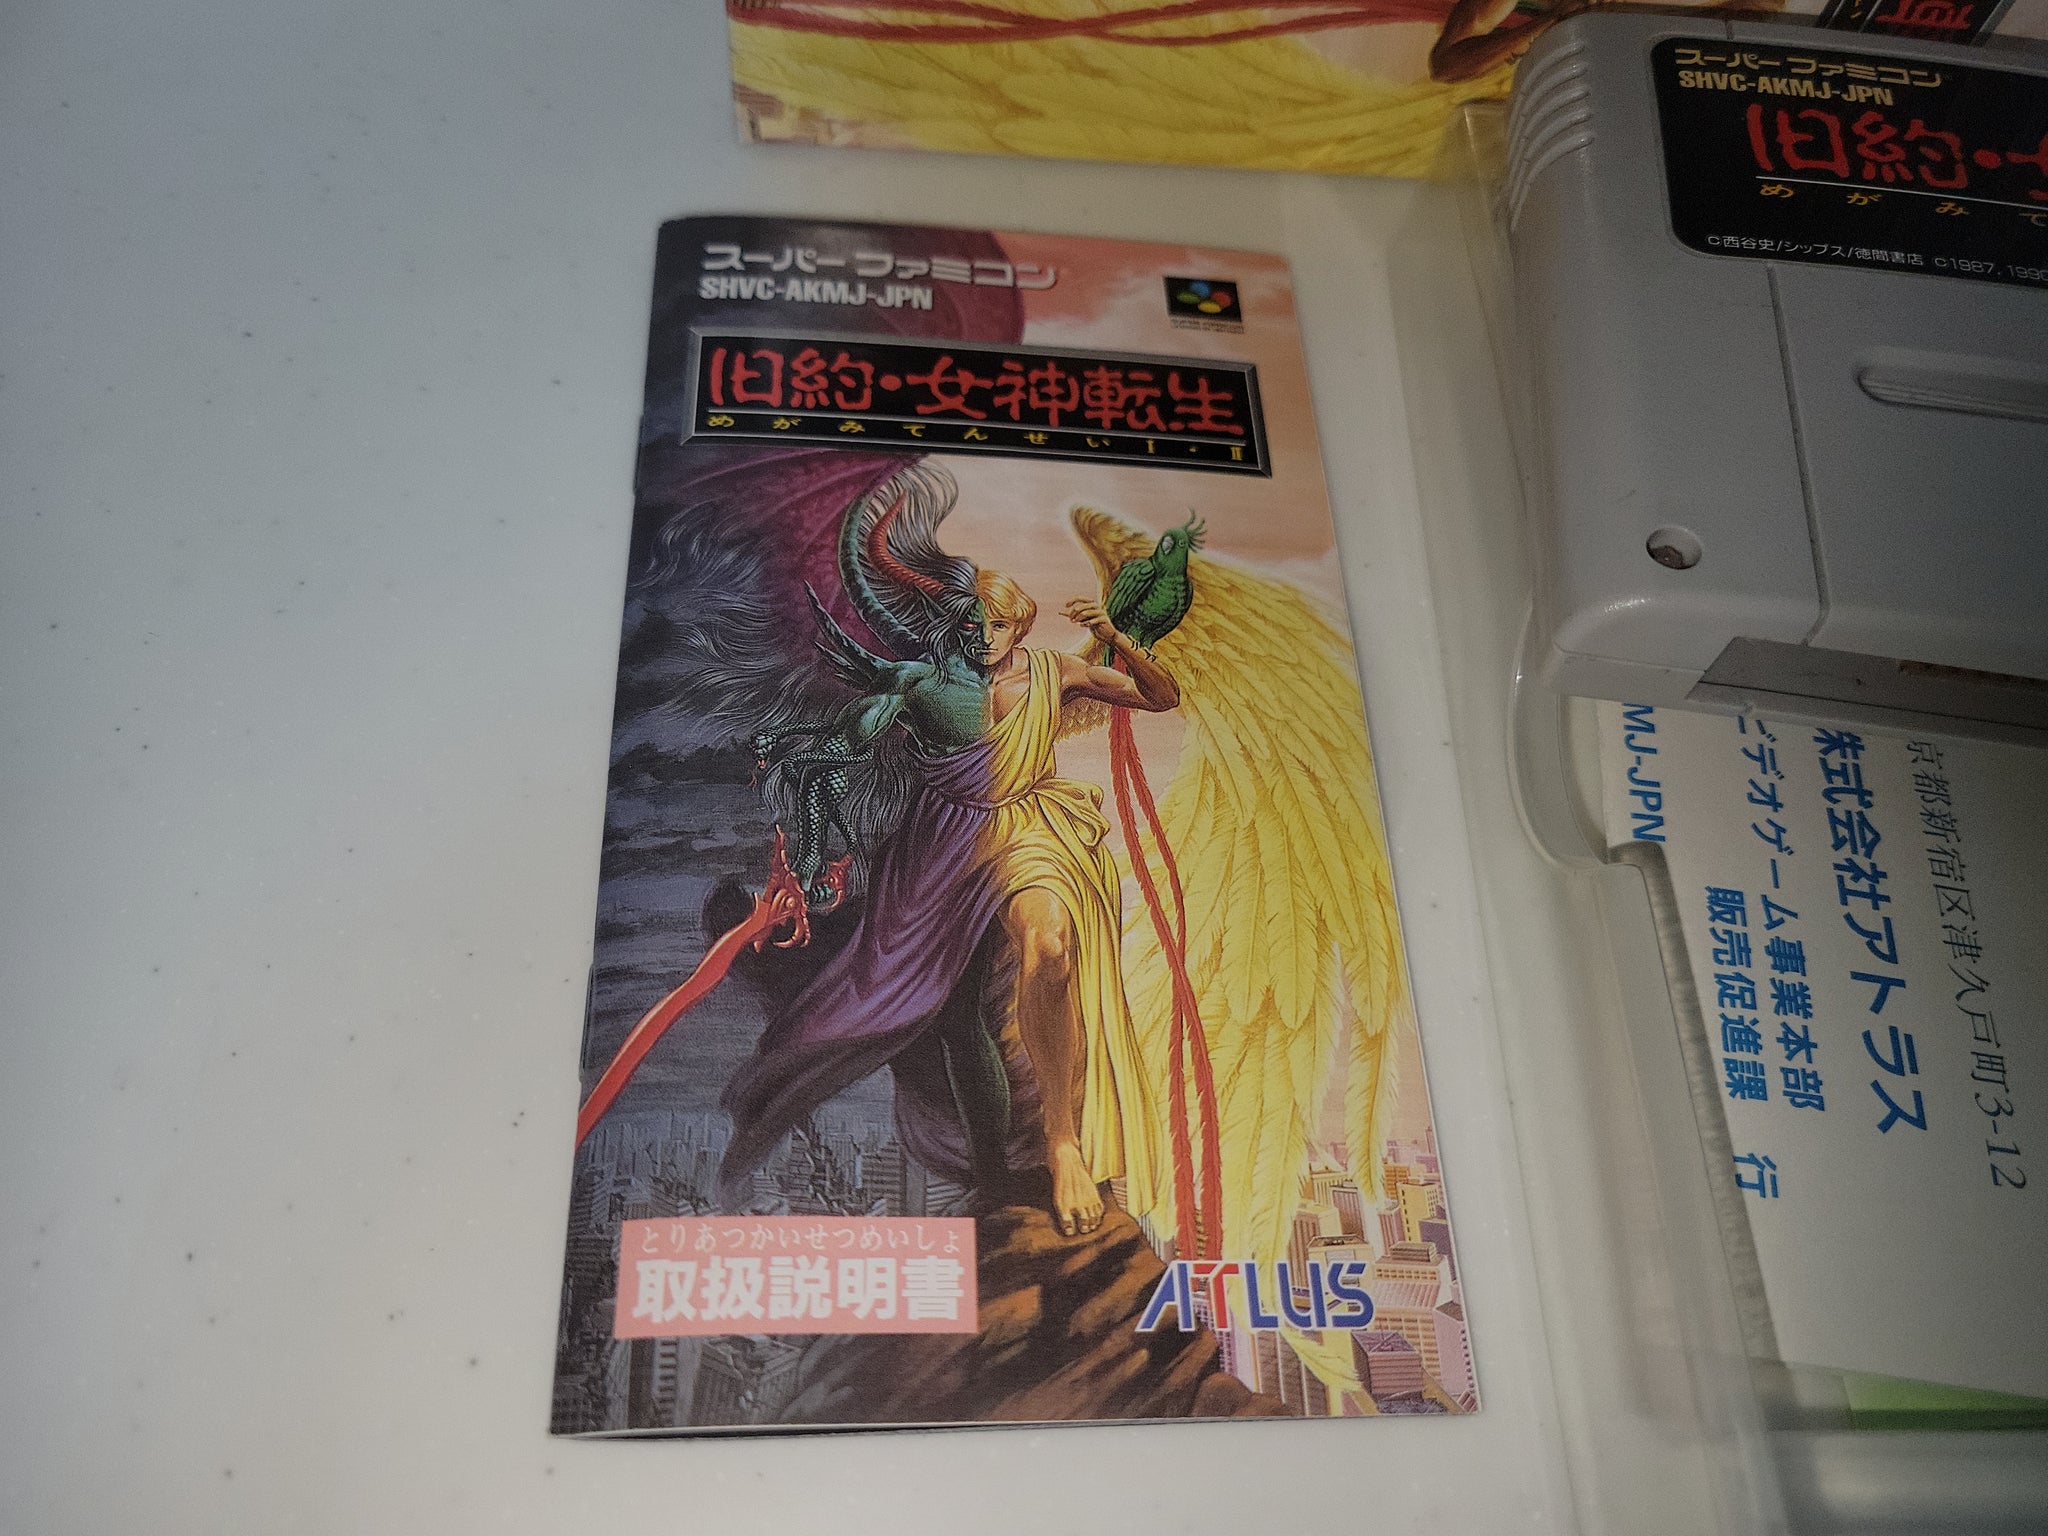 スーパーファミコン
SHVC-AKMJ-JPN
旧約・女神転生
めがみてんせいI・II
とりあつかいせつめいしょ
取扱説明書
ATLUS
スーパーファミコン
SHVC-AKMJ-JPN
旧約・女
めがみて
©西谷史/シップス/徳間書店 ©1987, 1990
京都新宿区津久戸町3-12
株式会社アトラス
ビデオゲーム事業本部
販売促進課 行
MJ-JPN